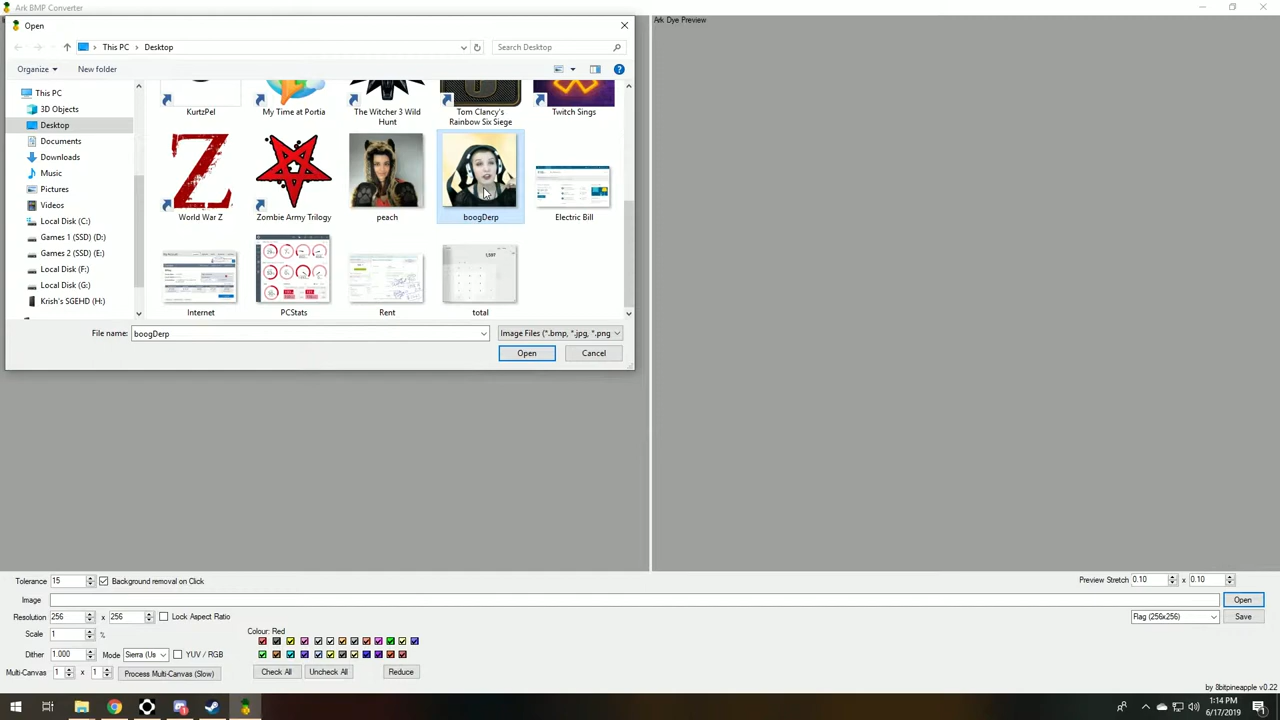 Ark BMP Converter
Ark Dye Preview
Open
This PC > Desktop
Search Desktop
Organize
New folder
This PC
3D Objects
Desktop
Documents
Downloads
Music
Pictures
Videos
Local Disk (C:)
Games 1 (SSD) (D:)
Games 2 (SSD) (E:)
Local Disk (F:)
Local Disk (G:)
Krish's SGEHD (H:)
KurtzPel
My Time at Portia
The Witcher 3 Wild
Hunt
Tom Clancy's
Rainbow Six Siege
Twitch Sings
World War Z
Zombie Army Trilogy
peach
boogDerp
Electric Bill
Internet
PCStats
Rent
total
File name: boogDerp
Image Files (*.bmp, *.jpg, *.png
Open
Cancel
Tolerance 15 Background removal on Click
Preview Stretch 0.10 x 0.10
Image
Open
Resolution 256 x 256 Lock Aspect Ratio
Flag (256x256)
Save
Scale 1 %
Colour: Red
Dither 1.000 Mode Sierra (Us YUV / RGB
Multi-Canvas 1 x 1 Process Multi-Canvas (Slow)
Check All
Uncheck All
Reduce
by 8bitpineapple v0.22
1:14 PM
6/17/2019